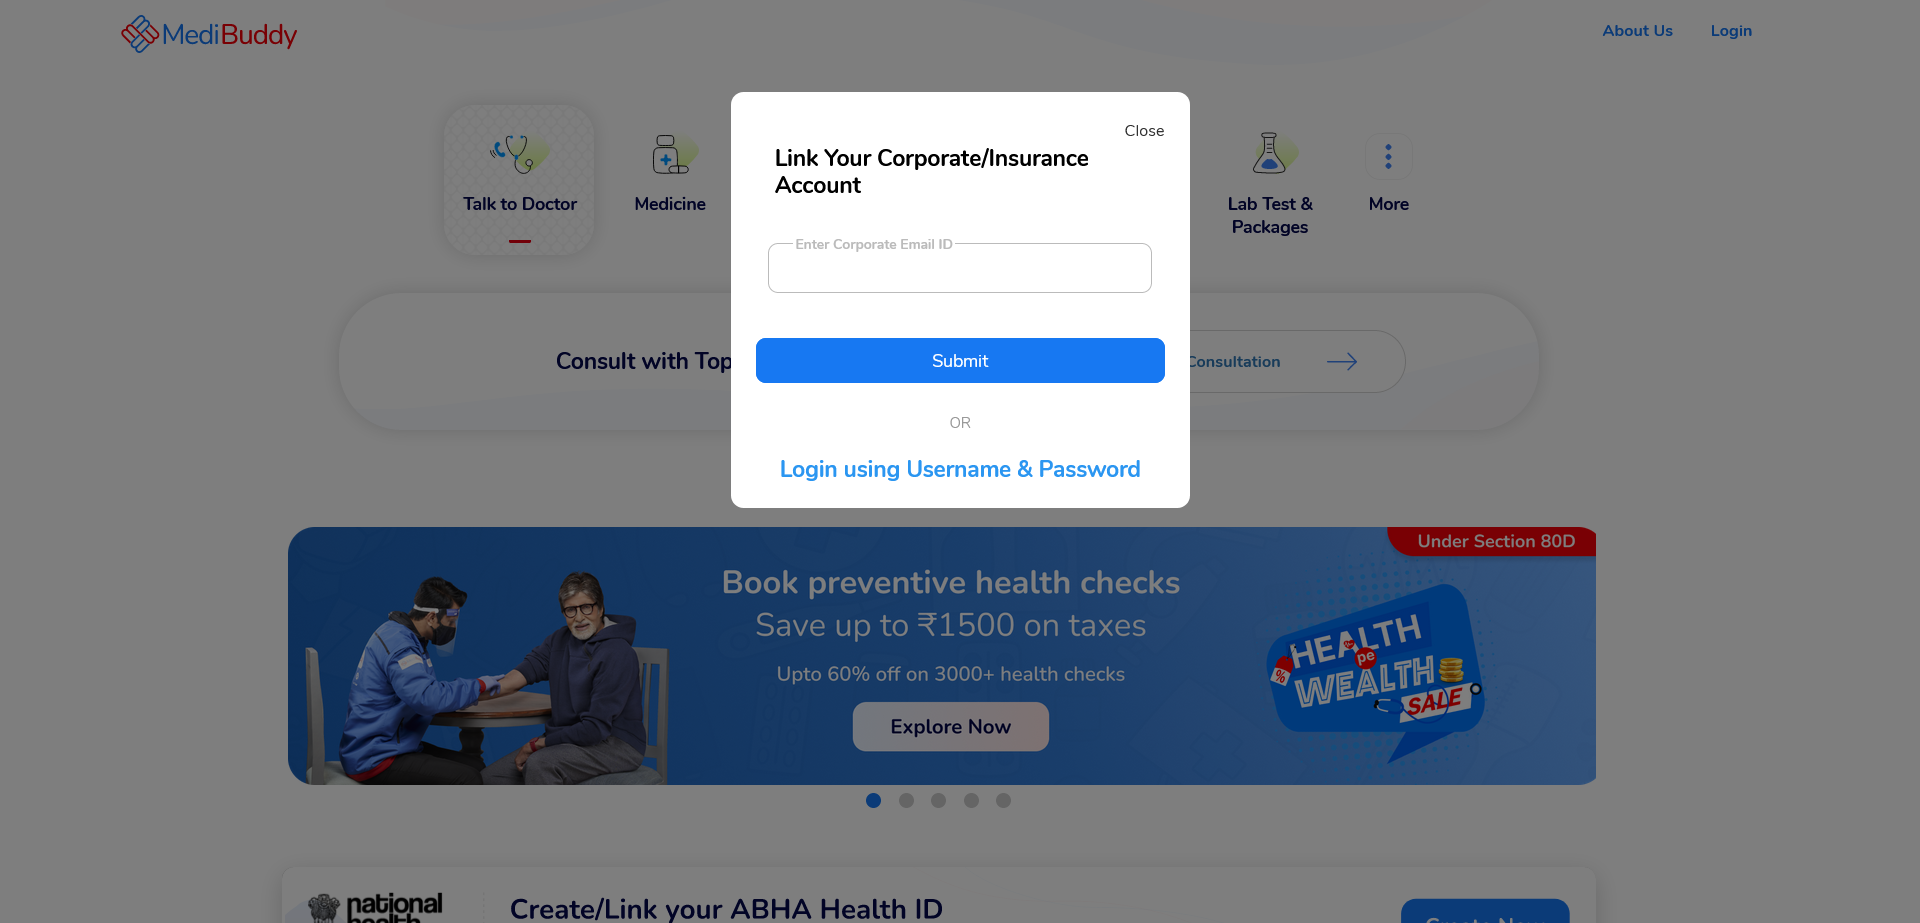 MediBuddy
About Us
Login
Close
Link Your Corporate/Insurance
Account
Enter Corporate Email ID
Submit
OR
Login using Username & Password
Talk to Doctor
Medicine
Lab Test &
Packages
More
Consult with Top
Consultation
Under Section 80D
Book preventive health checks
Save up to ₹1500 on taxes
Upto 60% off on 3000+ health checks
Explore Now
HEALTH
pe
%
WEALTH
SALE
national
health
Create/Link your ABHA Health ID
Create Now